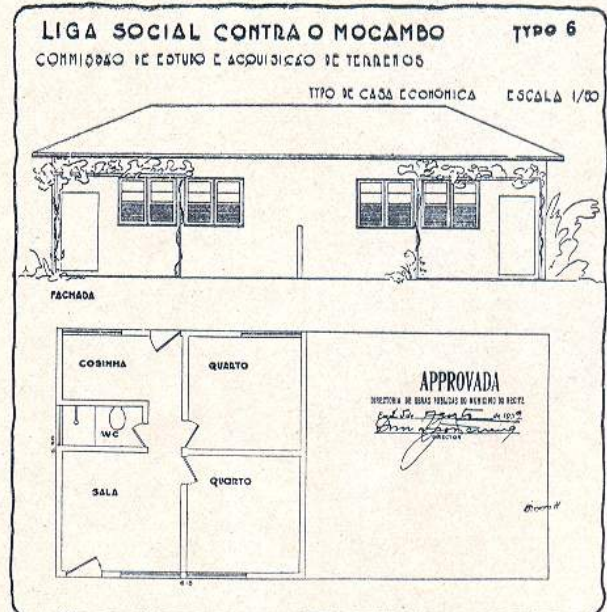 LIGA SOCIAL CONTRA O MOCAMBO
TYPO 6
COMMISSÃO DE ESTUDO E ACQUISIÇÃO DE TERRENOS
TYPO DE CASA ECONOMICA ESCALA 1/50
FACHADA
COSINHA
QUARTO
WC
SALA
QUARTO
APPROVADA
DIRECTORIA DE OBRAS PUBLICAS DO MUNICIPIO DO RECIFE
Agosto
DIRECTOR